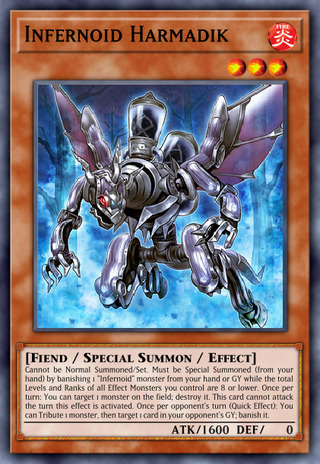 Infernoid Harmadik
FIRE
炎
[Fiend / Special Summon / Effect]
Cannot be Normal Summoned/Set. Must be Special Summoned (from your
hand) by banishing 1 "Infernoid" monster from your hand or GY while the total
Levels and Ranks of all Effect Monsters you control are 8 or lower. Once per
turn: You can target 1 monster on the field; destroy it. This card cannot attack
the turn this effect is activated. Once per opponent's turn (Quick Effect): You
can Tribute 1 monster, then target 1 card in your opponent's GY; banish it.
ATK/1600 DEF/ 0